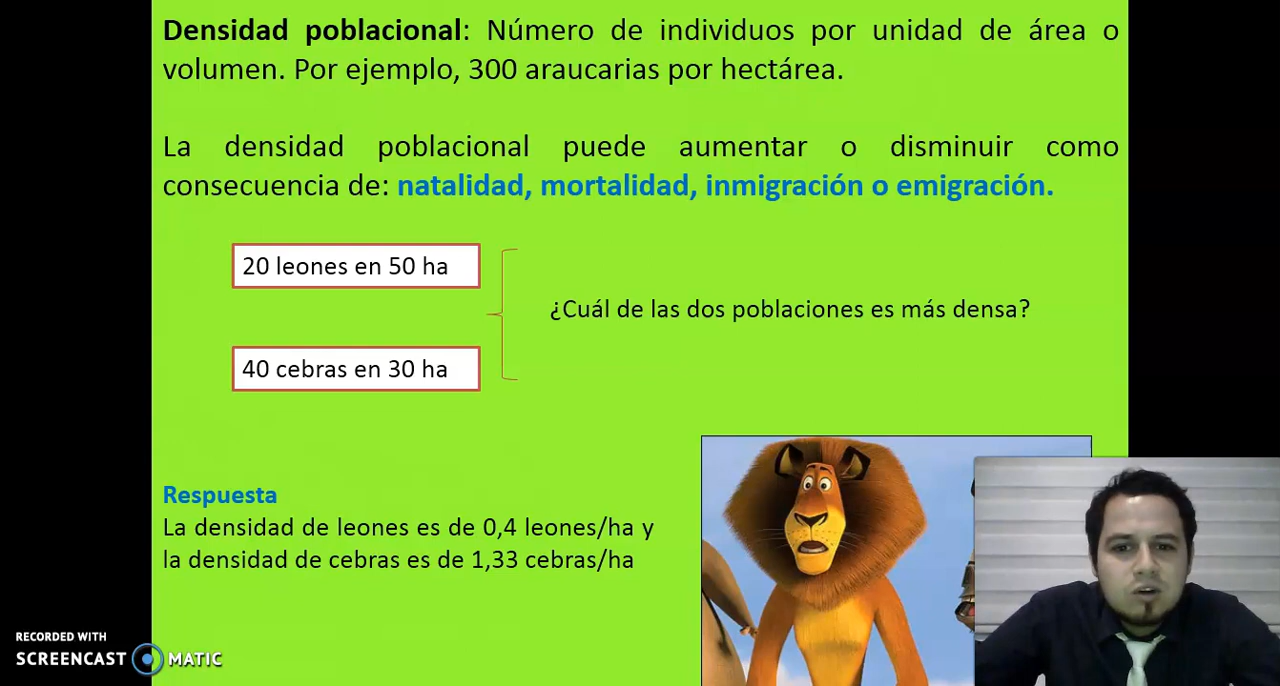 Densidad poblacional: Número de individuos por unidad de área o
volumen. Por ejemplo, 300 araucarias por hectárea.
La densidad poblacional puede aumentar o disminuir como
consecuencia de: natalidad, mortalidad, inmigración o emigración.
20 leones en 50 ha
¿Cuál de las dos poblaciones es más densa?
40 cebras en 30 ha
Respuesta
La densidad de leones es de 0,4 leones/ha y
la densidad de cebras es de 1,33 cebras/ha
RECORDED WITH
SCREENCAST MATIC